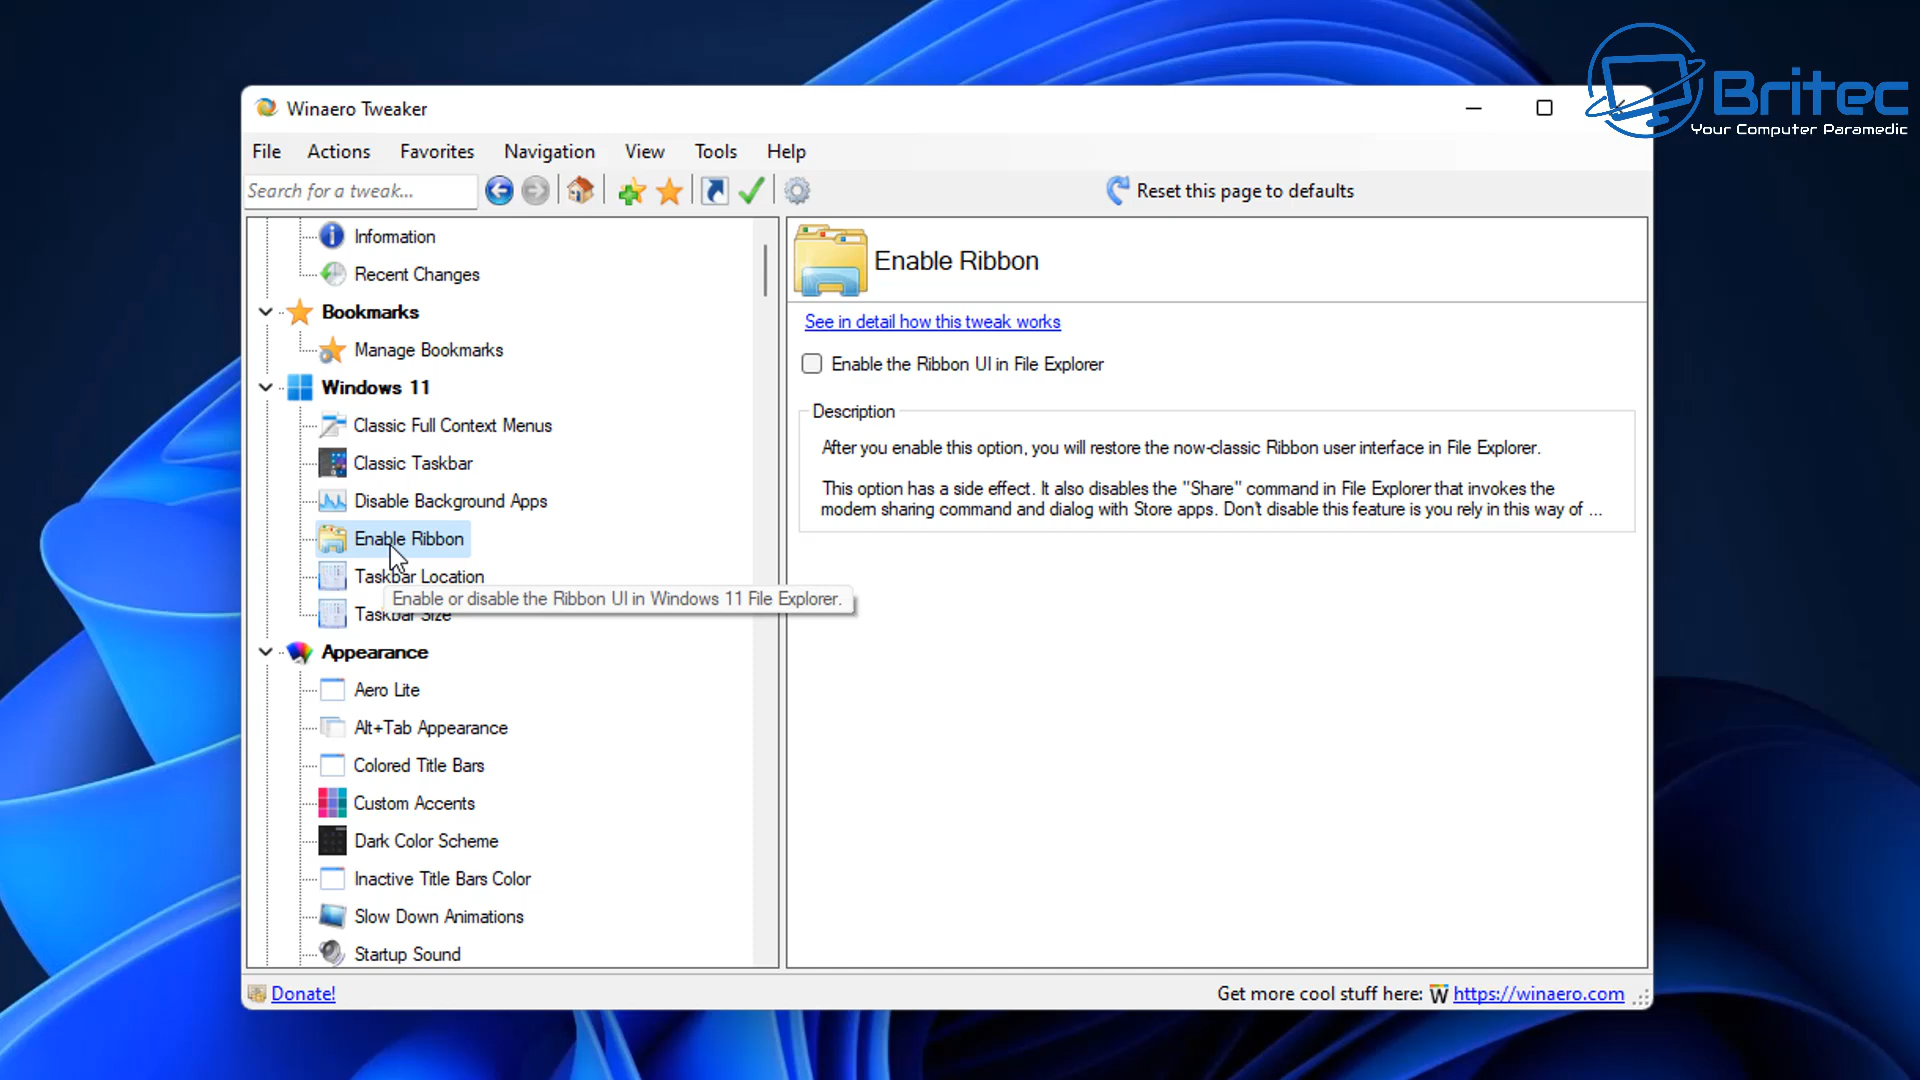 Britec
Your Computer Paramedic
Winaero Tweaker
File Actions Favorites Navigation View Tools Help
Search for a tweak...
Reset this page to defaults
Information
Recent Changes
Bookmarks
Manage Bookmarks
Windows 11
Classic Full Context Menus
Classic Taskbar
Disable Background Apps
Enable Ribbon
Taskbar Location
Enable or disable the Ribbon UI in Windows 11 File Explorer.
Taskbar Size
Appearance
Aero Lite
Alt+Tab Appearance
Colored Title Bars
Custom Accents
Dark Color Scheme
Inactive Title Bars Color
Slow Down Animations
Startup Sound
Enable Ribbon
See in detail how this tweak works
Enable the Ribbon UI in File Explorer
Description
After you enable this option, you will restore the now-classic Ribbon user interface in File Explorer.
This option has a side effect. It also disables the "Share" command in File Explorer that invokes the
modern sharing command and dialog with Store apps. Don't disable this feature is you rely in this way of ...
Donate!
Get more cool stuff here: W https://winaero.com